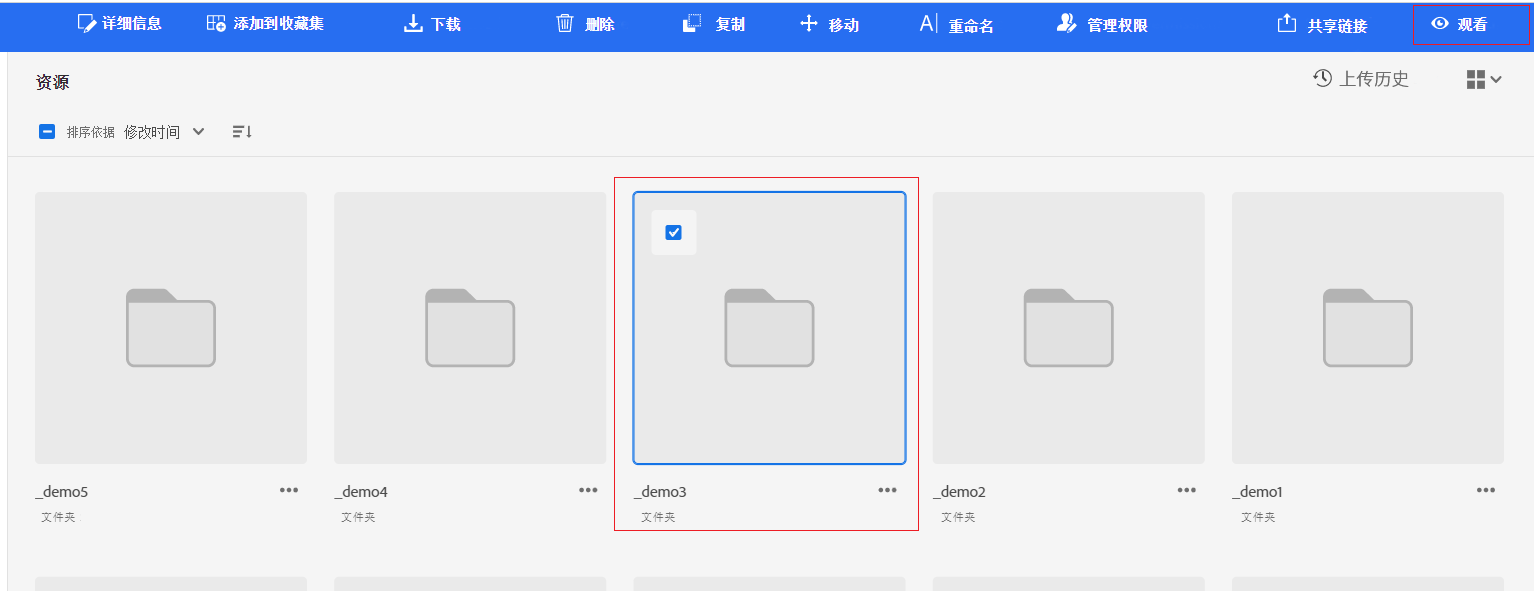 详细信息 添加到收藏集 下载 删除 复制 移动 重命名 管理权限 共享链接 观看
资源 上传历史
排序依据 修改时间
_demo5 _demo4 _demo3 _demo2 _demo1
文件夹 文件夹 文件夹 文件夹 文件夹